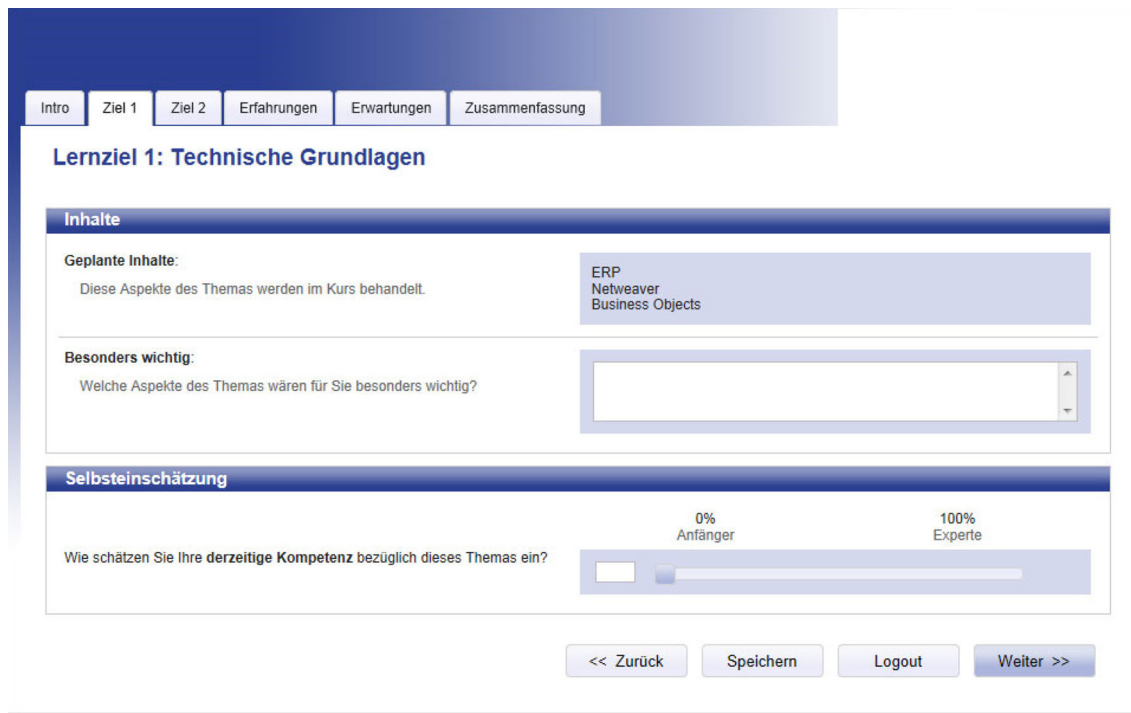 Intro Ziel 1 Ziel 2 Erfahrungen Erwartungen Zusammenfassung
Lernziel 1: Technische Grundlagen
Inhalte
Geplante Inhalte:
Diese Aspekte des Themas werden im Kurs behandelt.
ERP
Netweaver
Business Objects
Besonders wichtig:
Welche Aspekte des Themas wären für Sie besonders wichtig?
Selbsteinschätzung
0% 100%
Anfänger Experte
Wie schätzen Sie Ihre derzeitige Kompetenz bezüglich dieses Themas ein?
<< Zurück Speichern Logout Weiter >>